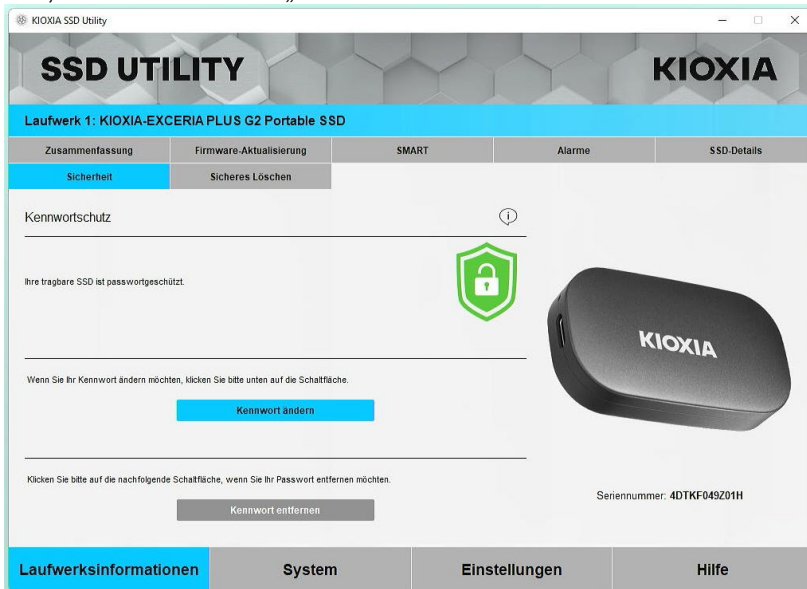 KIOXIA SSD Utility
SSD UTILITY
KIOXIA
Laufwerk 1: KIOXIA-EXCERIA PLUS G2 Portable SSD
Zusammenfassung
Firmware-Aktualisierung
SMART
Alarme
SSD-Details
Sicherheit
Sicheres Löschen
Kennwortschutz
Ihre tragbare SSD ist passwortgeschützt.
KIOXIA
Wenn Sie Ihr Kennwort ändern möchten, klicken Sie bitte unten auf die Schaltfläche.
Kennwort ändern
Klicken Sie bitte auf die nachfolgende Schaltfläche, wenn Sie Ihr Passwort entfernen möchten.
Kennwort entfernen
Seriennummer: 4DTKF049Z01H
Laufwerksinformationen
System
Einstellungen
Hilfe